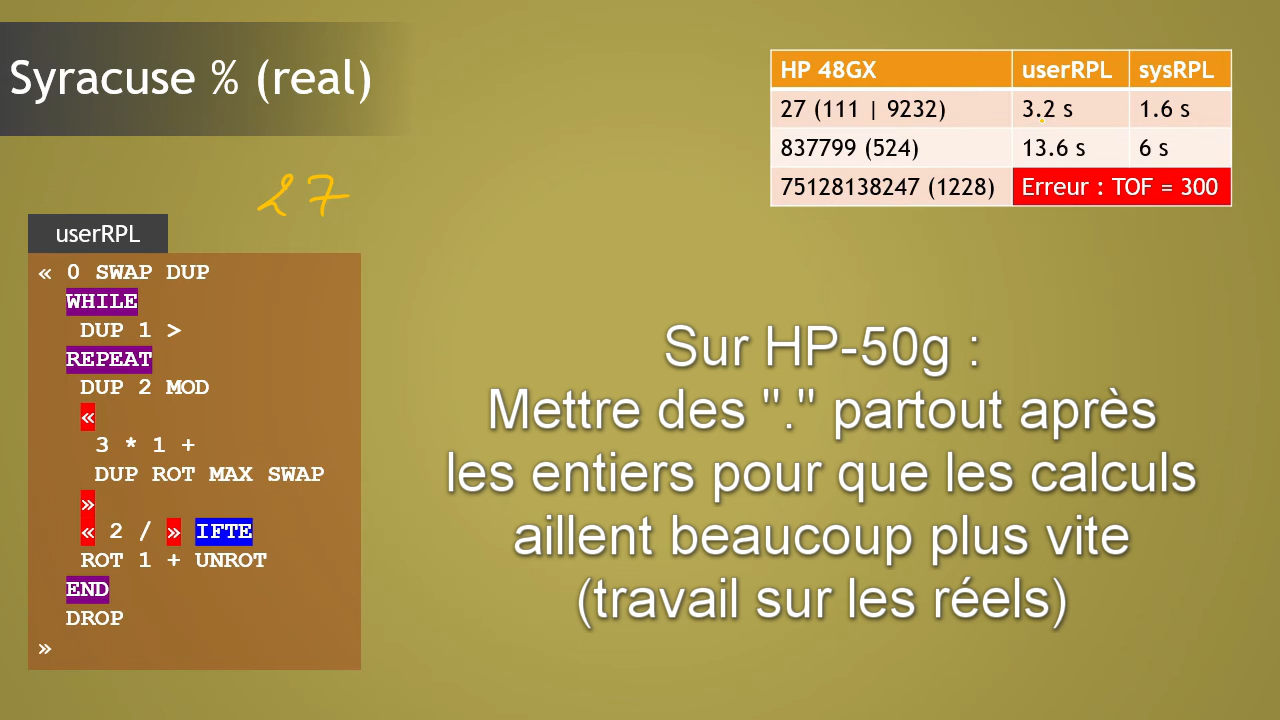 Syracuse % (real)
HP 48GX userRPL sysRPL
27 (111 | 9232) 3.2 s 1.6 s
837799 (524) 13.6 s 6 s
75128138247 (1228) Erreur : TOF = 300
27
userRPL
« 0 SWAP DUP
WHILE
DUP 1 >
REPEAT
DUP 2 MOD
«
3 * 1 +
DUP ROT MAX SWAP
»
« 2 / » IFTE
ROT 1 + UNROT
END
DROP
»
Sur HP-50g :
Mettre des "." partout après
les entiers pour que les calculs
aillent beaucoup plus vite
(travail sur les réels)